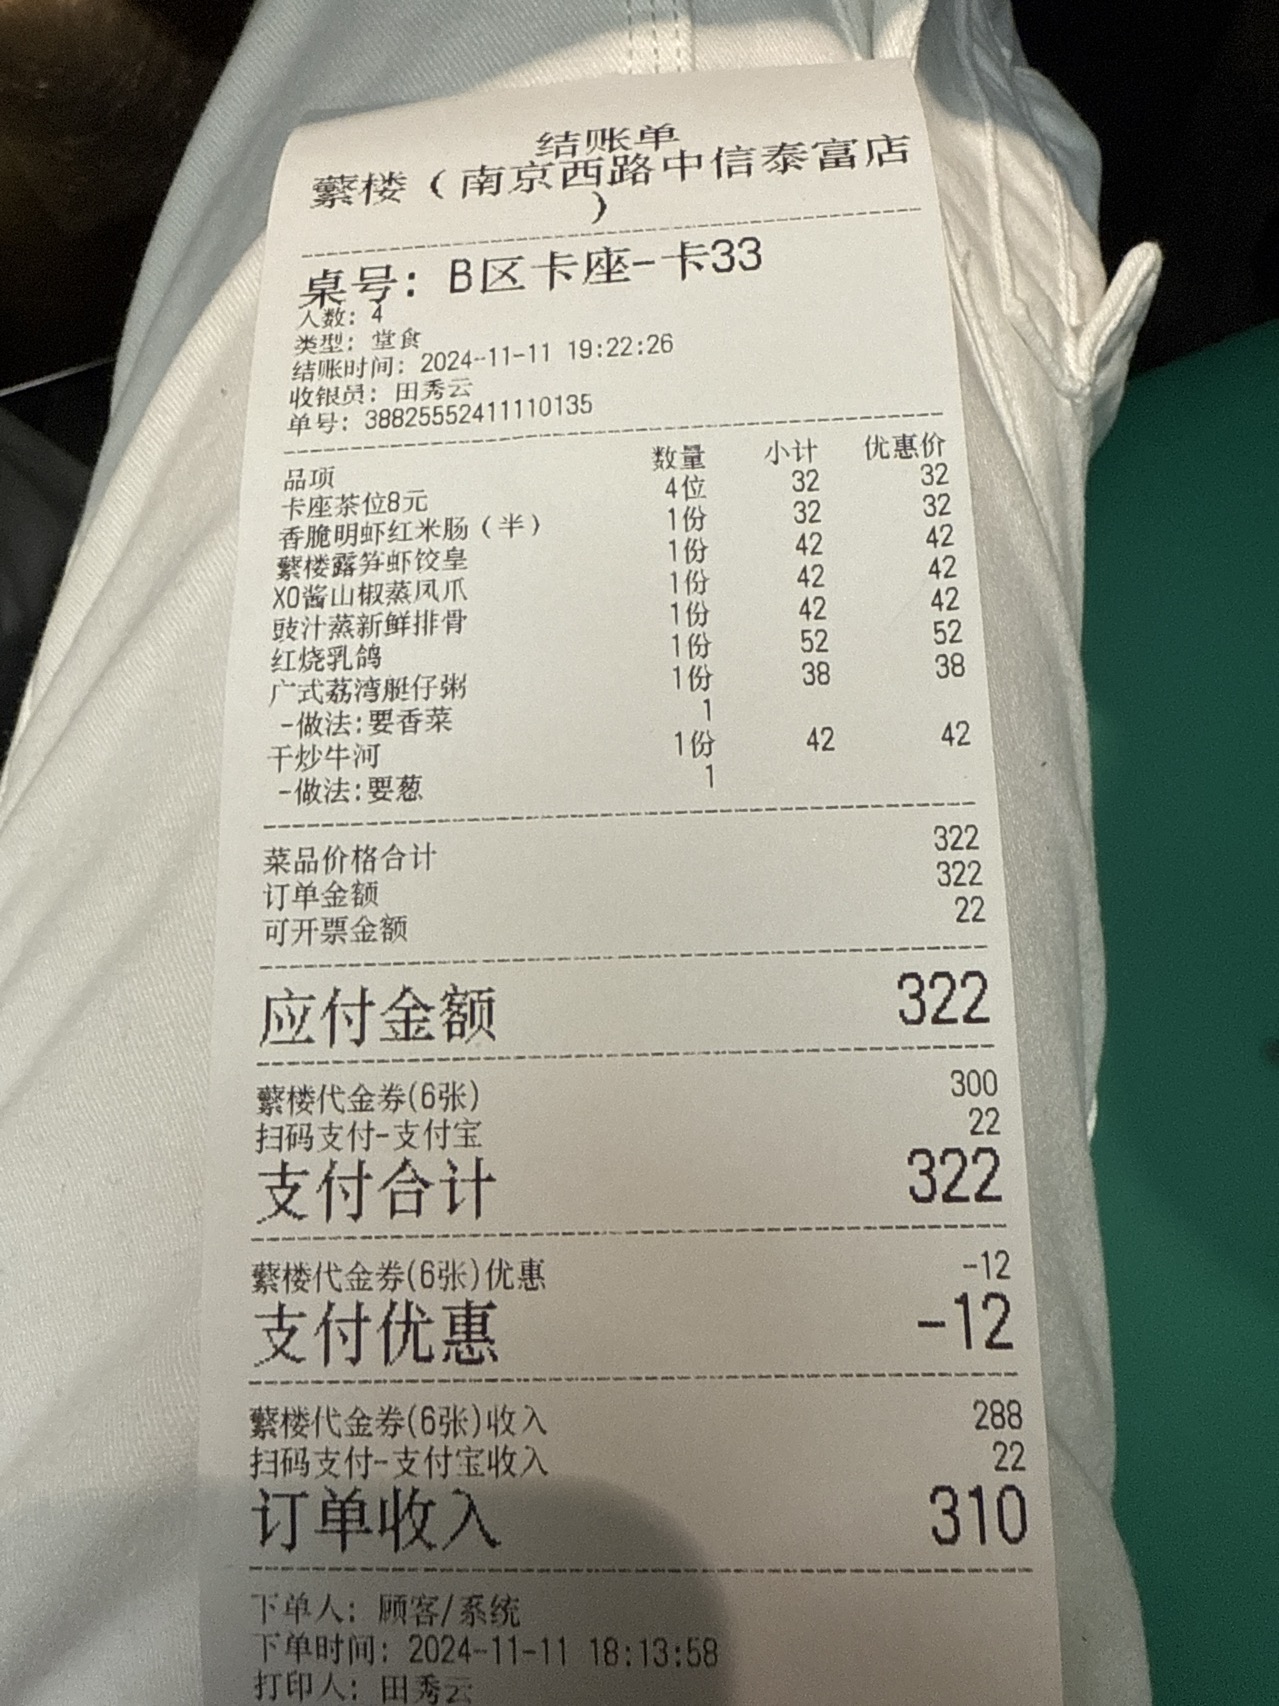 结账单
蘩楼（南京西路中信泰富店
）
桌号：B区卡座-卡33
人数：4
类型：堂食
结账时间：2024-11-11 19:22:26
收银员：田秀云
单号：38825552411110135
品项 数量 小计 优惠价
卡座茶位8元 4位 32 32
香脆明虾红米肠（半） 1份 32 32
蘩楼露笋虾饺皇 1份 42 42
XO酱山椒蒸凤爪 1份 42 42
豉汁蒸新鲜排骨 1份 42 42
红烧乳鸽 1份 52 52
广式荔湾艇仔粥 1份 38 38
-做法:要香菜 1
干炒牛河 1份 42 42
-做法:要葱 1
菜品价格合计 322
订单金额 322
可开票金额 22
应付金额 322
蘩楼代金券(6张) 300
扫码支付-支付宝 22
支付合计 322
蘩楼代金券(6张)优惠 -12
支付优惠 -12
蘩楼代金券(6张)收入 288
扫码支付-支付宝收入 22
订单收入 310
下单人：顾客/系统
下单时间：2024-11-11 18:13:58
打印人：田秀云